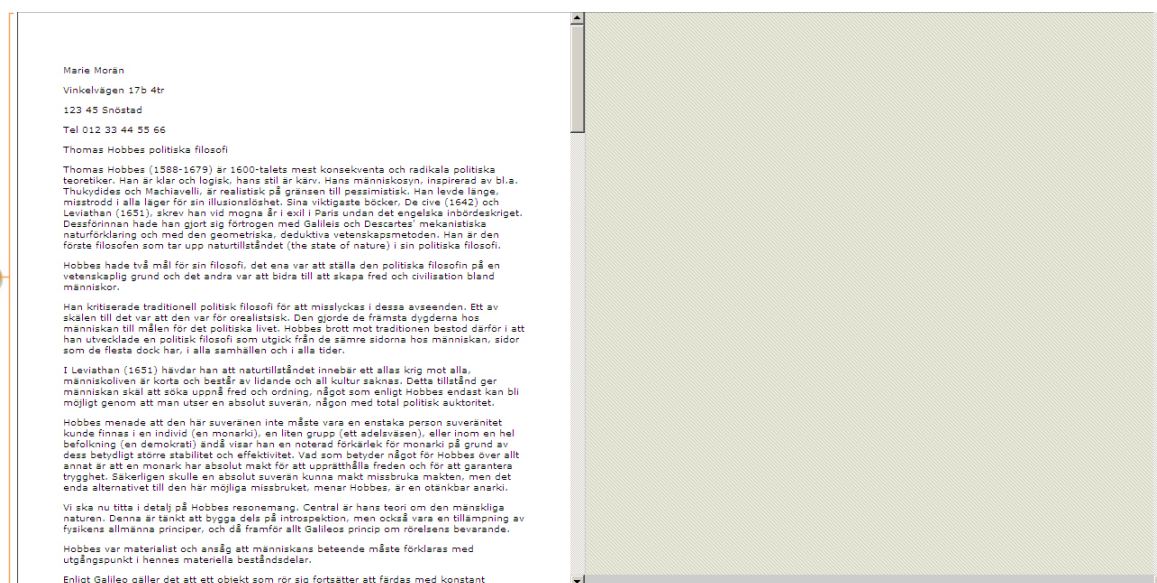 Marie Morän
Vinkelvägen 17b 4tr
123 45 Snöstad
Tel 012 33 44 55 66
Thomas Hobbes politiska filosofi
Thomas Hobbes (1588-1679) är 1600-talets mest konsekventa och radikala politiska
teoretiker. Han är klar och logisk, hans stil är kärv. Hans människosyn, inspirerad av bl.a.
Thukydides och Machiavelli, är realistisk på gränsen till pessimistisk. Han levde länge,
misstrodd i alla läger för sin illusionslöshet. Sina viktigaste böcker, De cive (1642) och
Leviathan (1651), skrev han vid mogna år i exil i Paris undan det engelska inbördeskriget.
Dessförinnan hade han gjort sig förtrogen med Galileis och Descartes' mekanistiska
naturförklaring och med den geometriska, deduktiva vetenskapsmetoden. Han är den
förste filosofen som tar upp naturtillståndet (the state of nature) i sin politiska filosofi.
Hobbes hade två mål för sin filosofi, det ena var att ställa den politiska filosofin på en
vetenskaplig grund och det andra var att bidra till att skapa fred och civilisation bland
människor.
Han kritiserade traditionell politisk filosofi för att misslyckas i dessa avseenden. Ett av
skälen till det var att den var för orealistsisk. Den gjorde de främsta dygderna hos
människan till målen för det politiska livet. Hobbes brott mot traditionen bestod därför i att
han utvecklade en politisk filosofi som utgick från de sämre sidorna hos människan, sidor
som de flesta dock har, i alla samhällen och i alla tider.
I Leviathan (1651) hävdar han att naturtillståndet innebär ett allas krig mot alla,
människoliven är korta och består av lidande och all kultur saknas. Detta tillstånd ger
människan skäl att söka uppnå fred och ordning, något som enligt Hobbes endast kan bli
möjligt genom att man utser en absolut suverän, någon med total politisk auktoritet.
Hobbes menade att den här suveränen inte måste vara en enstaka person suveränitet
kunde finnas i en individ (en monarki), en liten grupp (ett adelsväsen), eller inom en hel
befolkning (en demokrati) ändå visar han en noterad förkärlek för monarki på grund av
dess betydligt större stabilitet och effektivitet. Vad som betyder något för Hobbes över allt
annat är att en monark har absolut makt för att upprätthålla freden och för att garantera
trygghet. Säkerligen skulle en absolut suverän kunna makt missbruka makten, men det
enda alternativet till den här möjliga missbruket, menar Hobbes, är en otänkbar anarki.
Vi ska nu titta i detalj på Hobbes resonemang. Central är hans teori om den mänskliga
naturen. Denna är tänkt att bygga dels på introspektion, men också vara en tillämpning av
fysikens allmänna principer, och då framför allt Galileos princip om rörelsens bevarande.
Hobbes var materialist och ansåg att människans beteende måste förklaras med
utgångspunkt i hennes materiella beståndsdelar.
Enligt Galileo gäller det att ett objekt som rör sig fortsätter att färdas med konstant